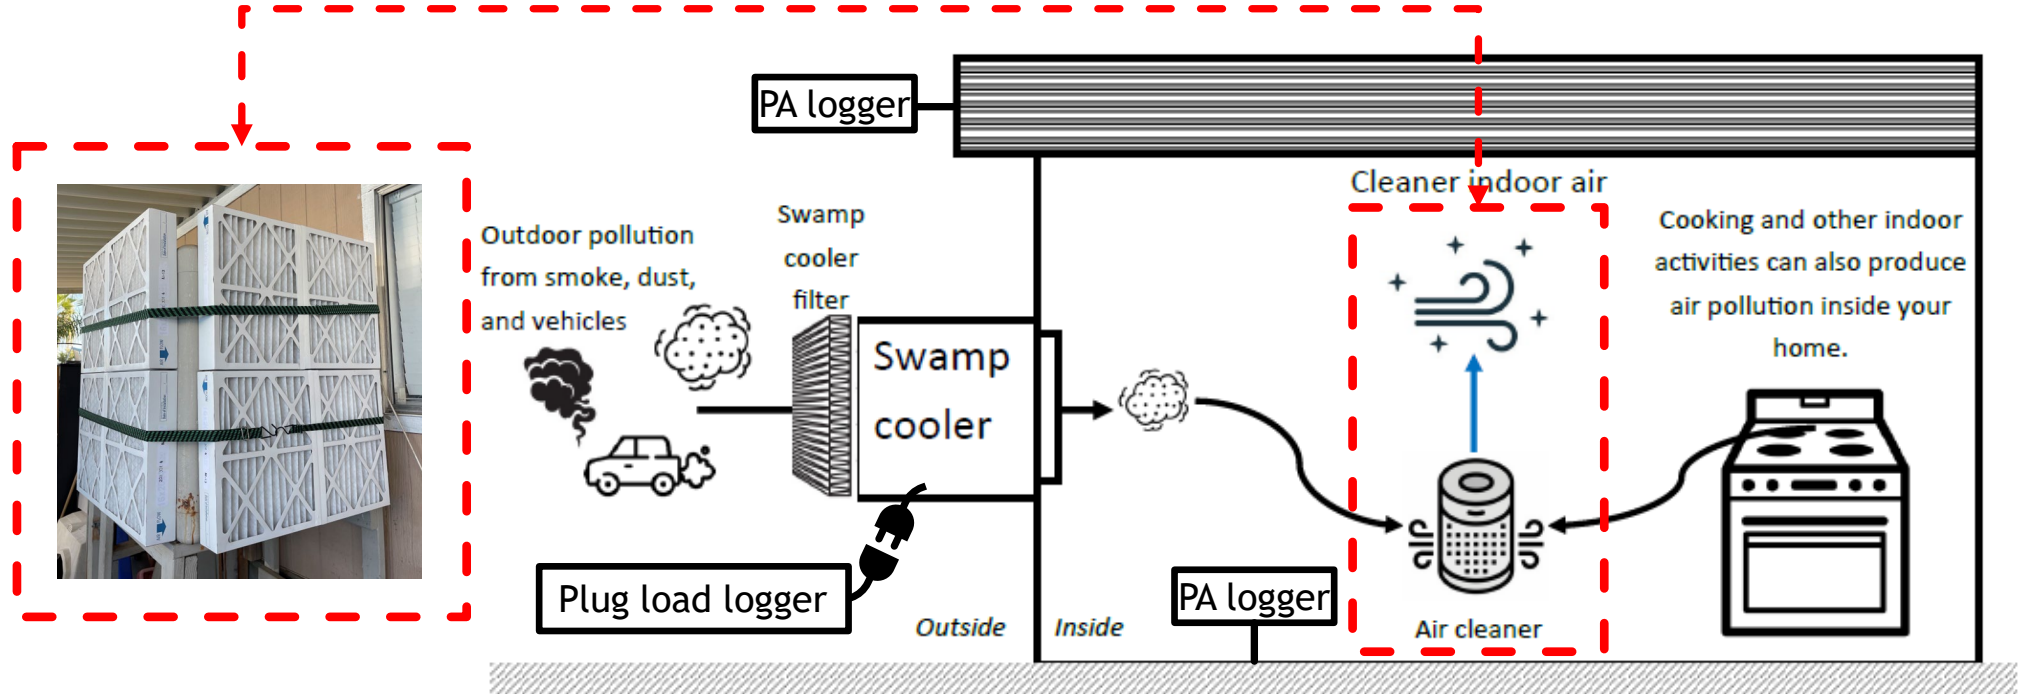 PA logger
Cleaner indoor air
Swamp
cooler
filter
Outdoor pollution
from smoke, dust,
and vehicles
Cooking and other indoor
activities can also produce
air pollution inside your
home.
Swamp
cooler
Plug load logger
PA logger
Outside
Inside
Air cleaner